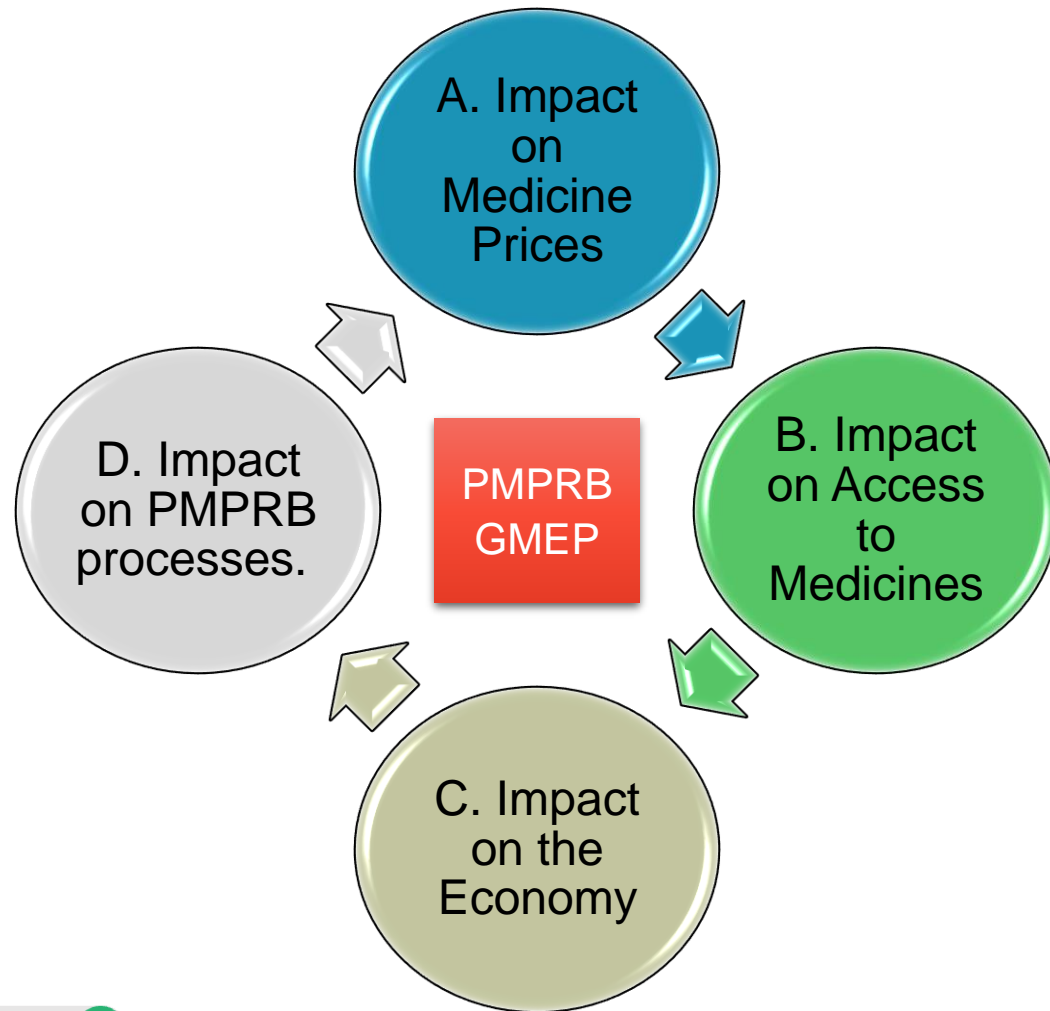 A. Impact
on
Medicine
Prices
B. Impact
on Access
to
Medicines
C. Impact
on the
Economy
D. Impact
on PMPRB
processes.
PMPRB
GMEP